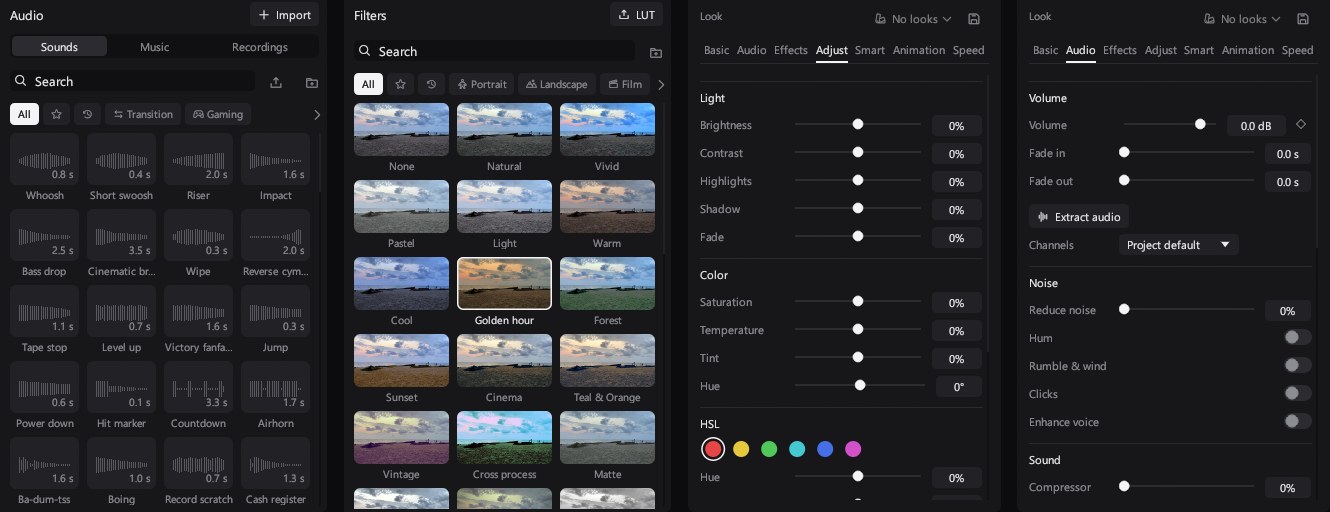 Audio
Import
Sounds Music Recordings
Search
All Transition Gaming
0.8 s 0.4 s 2.0 s 1.6 s
Whoosh Short swoosh Riser Impact
2.5 s 3.5 s 0.3 s 2.0 s
Bass drop Cinematic br... Wipe Reverse cym...
1.1 s 0.7 s 1.6 s 0.3 s
Tape stop Level up Victory fanfa... Jump
0.6 s 0.1 s 3.3 s 1.7 s
Power down Hit marker Countdown Airhorn
1.6 s 1.0 s 0.7 s 1.3 s
Ba-dum-tss Boing Record scratch Cash register
Filters
LUT
Search
All Portrait Landscape Film
None Natural Vivid
Pastel Light Warm
Cool Golden hour Forest
Sunset Cinema Teal & Orange
Vintage Cross process Matte
Look No looks
Basic Audio Effects Adjust Smart Animation Speed
Light
Brightness 0%
Contrast 0%
Highlights 0%
Shadow 0%
Fade 0%
Color
Saturation 0%
Temperature 0%
Tint 0%
Hue 0°
HSL
Hue 0%
Look No looks
Basic Audio Effects Adjust Smart Animation Speed
Volume
Volume 0.0 dB
Fade in 0.0 s
Fade out 0.0 s
Extract audio
Channels Project default
Noise
Reduce noise 0%
Hum
Rumble & wind
Clicks
Enhance voice
Sound
Compressor 0%